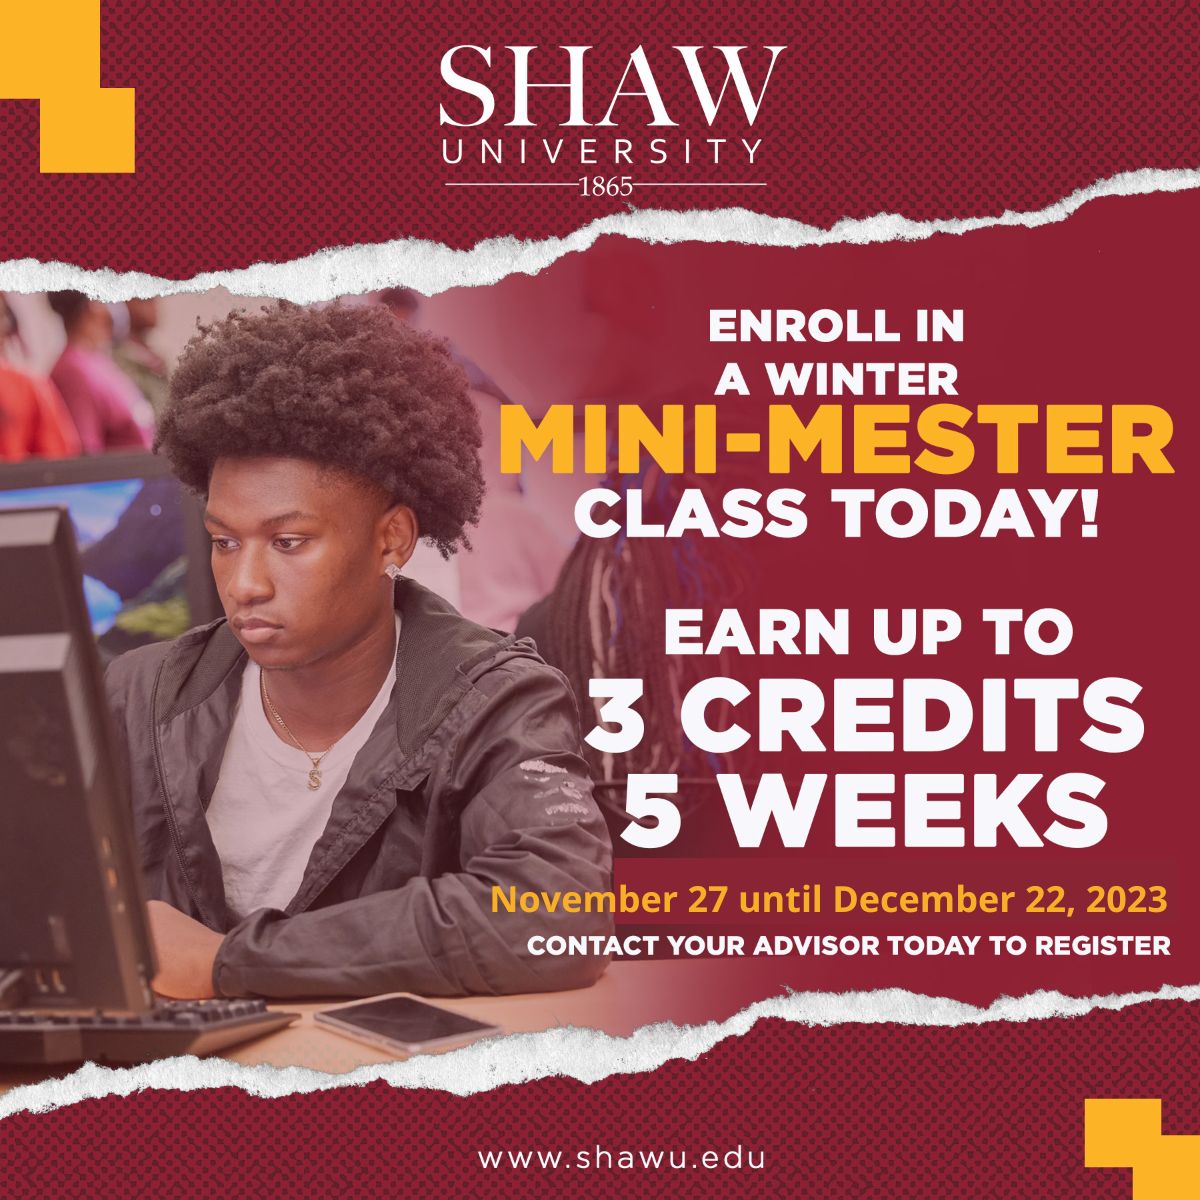 SHAW
UNIVERSITY
1865
ENROLL IN
A WINTER
MINI-MESTER
CLASS TODAY!
EARN UP TO
3 CREDITS
5 WEEKS
November 27 until December 22, 2023
CONTACT YOUR ADVISOR TODAY TO REGISTER
S
www.shawu.edu